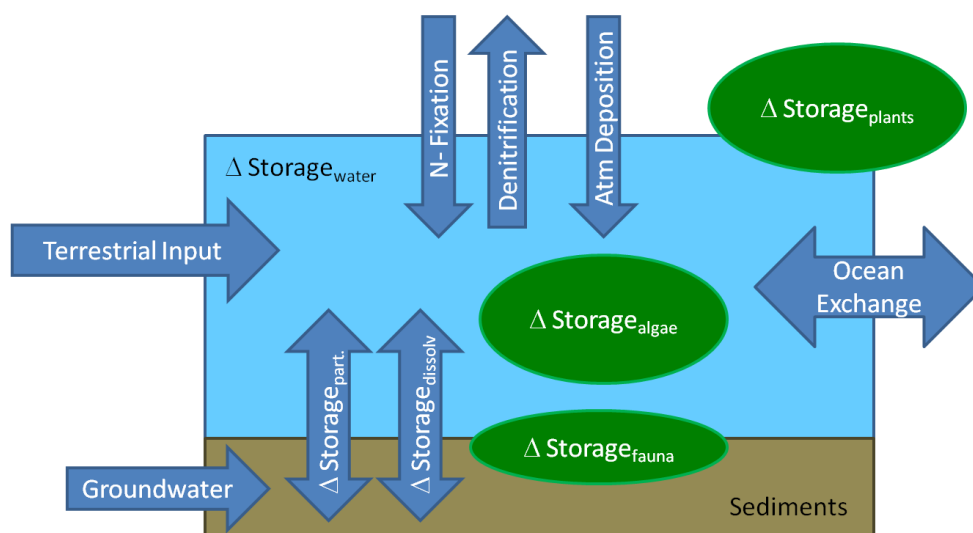 N- Fixation
Denitrification
Atm Deposition
Δ Storageplants
Δ Storagewater
Terrestrial Input
Ocean
Exchange
Δ Storagealgae
Δ Storagepart.
Δ Storagedissolv
Δ Storagefauna
Groundwater
Sediments